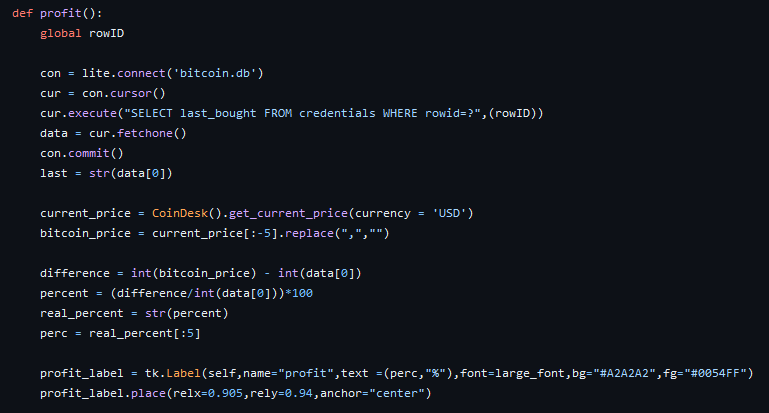 def profit():
    global rowID

    con = lite.connect('bitcoin.db')
    cur = con.cursor()
    cur.execute("SELECT last_bought FROM credentials WHERE rowid=?",(rowID))
    data = cur.fetchone()
    con.commit()
    last = str(data[0])

    current_price = CoinDesk().get_current_price(currency = 'USD')
    bitcoin_price = current_price[:-5].replace(",","")

    difference = int(bitcoin_price) - int(data[0])
    percent = (difference/int(data[0]))*100
    real_percent = str(percent)
    perc = real_percent[:5]

    profit_label = tk.Label(self,name="profit",text =(perc,"%"),font=large_font,bg="#A2A2A2",fg="#0054FF")
    profit_label.place(relx=0.905,rely=0.94,anchor="center")